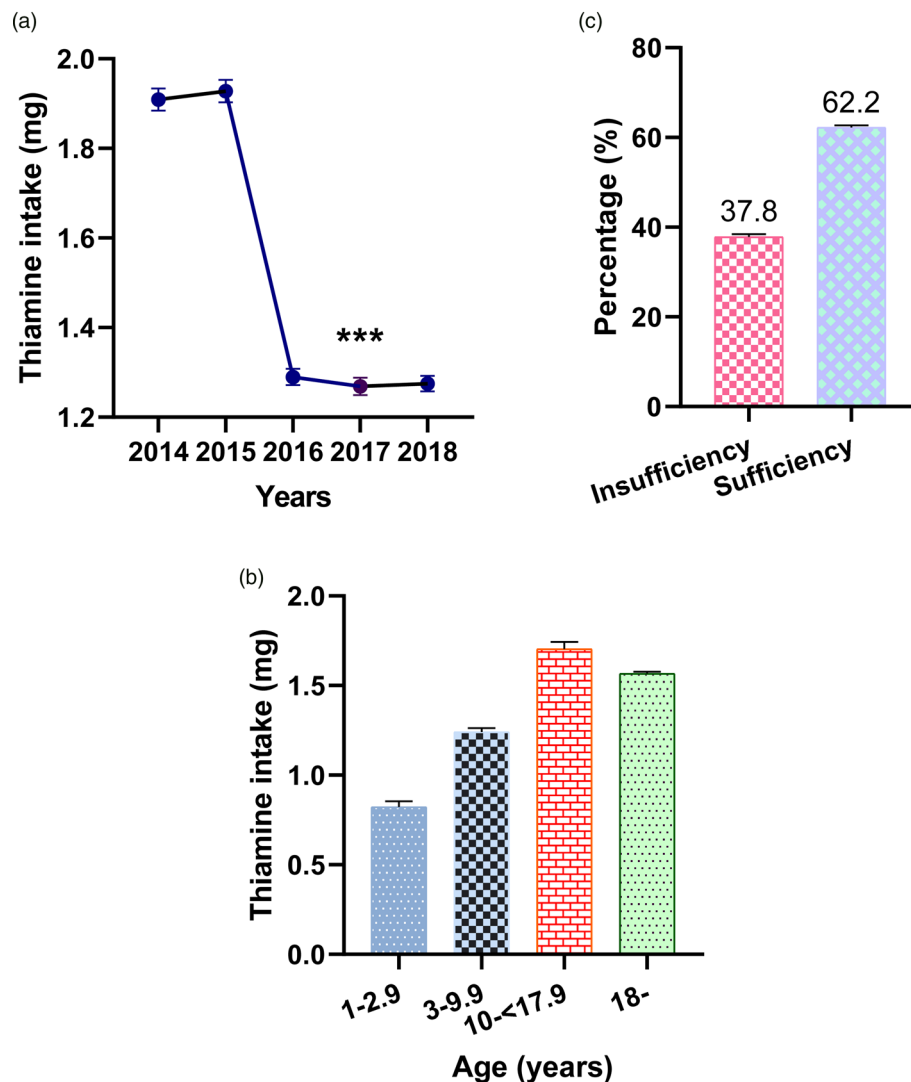 (a)
2.0
1.8
1.6
1.4
1.2
Thiamine intake (mg)
***
2014 2015 2016 2017 2018
Years
(c)
80
60
40
20
0
Percentage (%)
37.8
62.2
Insufficiency
Sufficiency
(b)
2.0
1.5
1.0
0.5
0.0
Thiamine intake (mg)
1-2.9
3-9.9
10-<17.9
18-
Age (years)